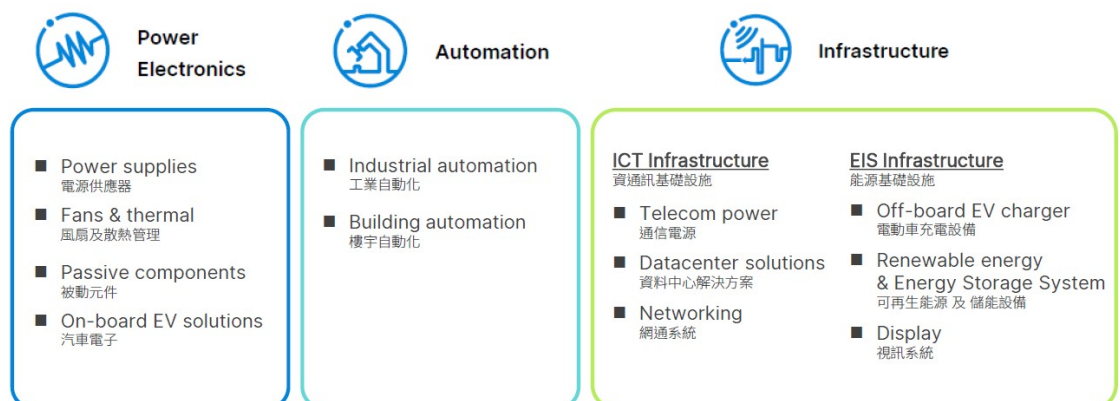 Power
Electronics
Automation
Infrastructure
■ Power supplies
電源供應器
■ Fans & thermal
風扇及散熱管理
■ Passive components
被動元件
■ On-board EV solutions
汽車電子
■ Industrial automation
工業自動化
■ Building automation
樓宇自動化
ICT Infrastructure
資通訊基礎設施
■ Telecom power
通信電源
■ Datacenter solutions
資料中心解決方案
■ Networking
網通系統
EIS Infrastructure
能源基礎設施
■ Off-board EV charger
電動車充電設備
■ Renewable energy
& Energy Storage System
可再生能源 及 儲能設備
■ Display
視訊系統